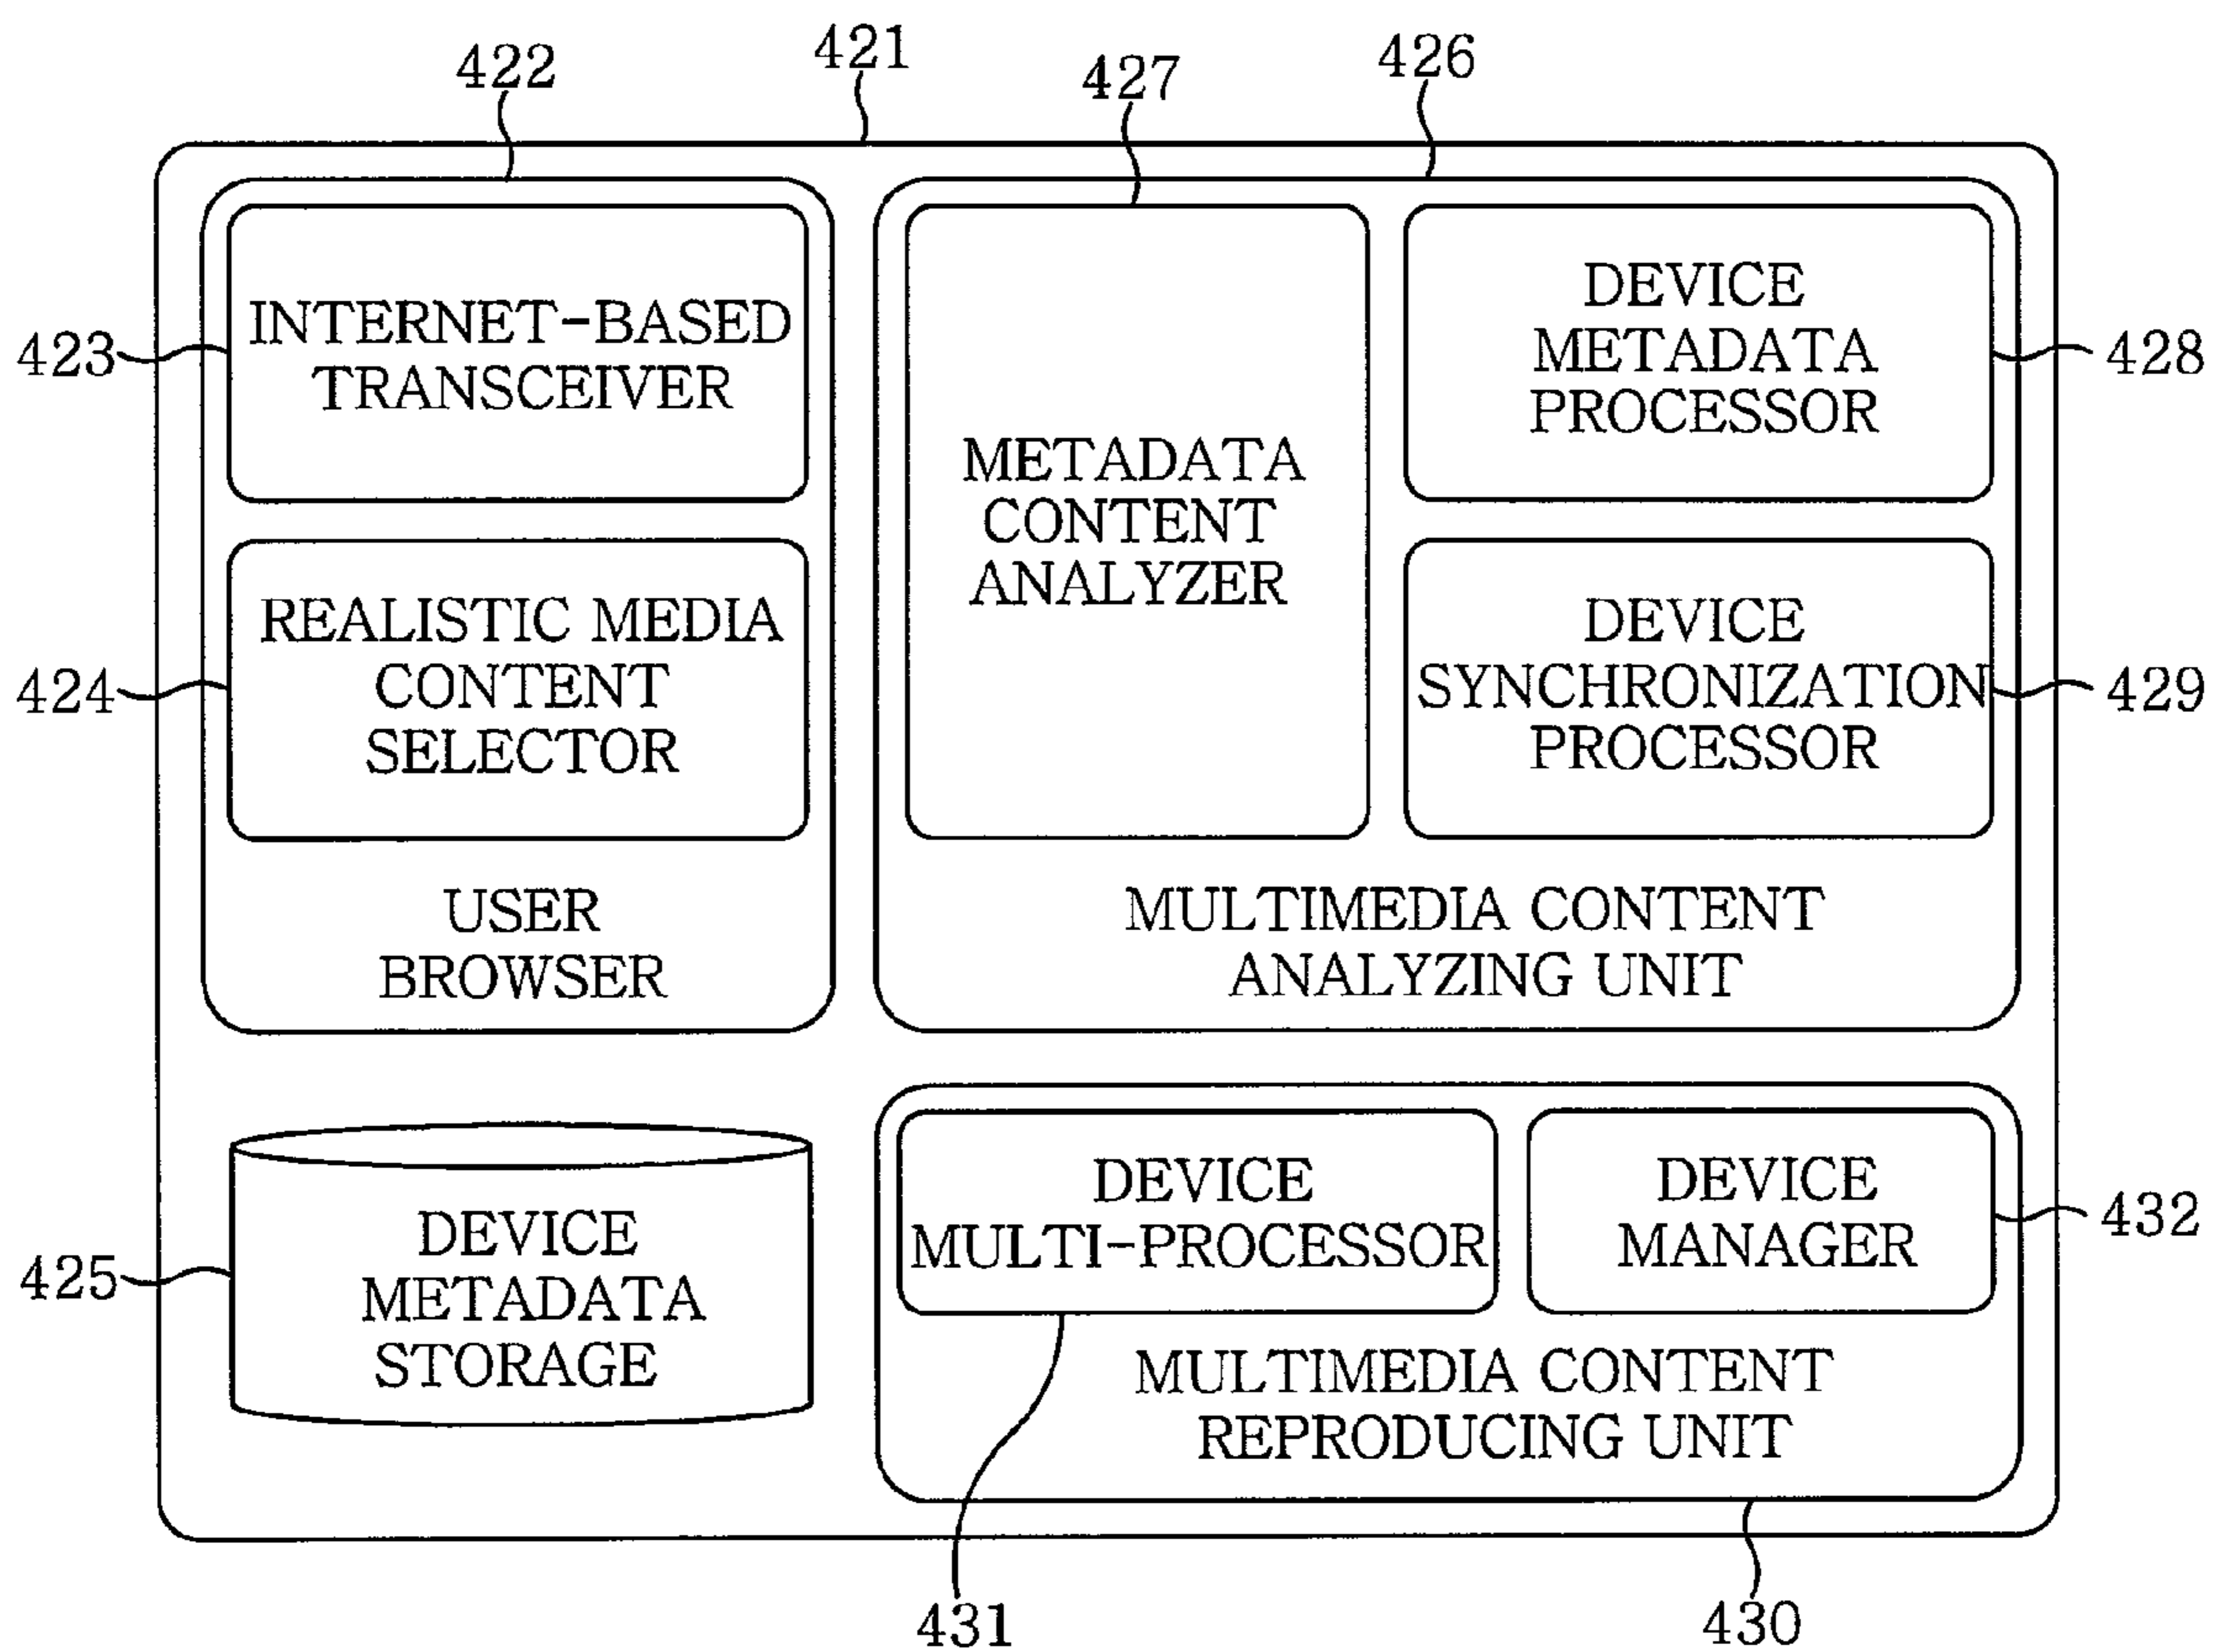 422
421
427
426
423
INTERNET-BASED
TRANSCEIVER
424
REALISTIC MEDIA
CONTENT
SELECTOR
USER
BROWSER
METADATA
CONTENT
ANALYZER
DEVICE
METADATA
PROCESSOR
428
DEVICE
SYNCHRONIZATION
PROCESSOR
429
MULTIMEDIA CONTENT
ANALYZING UNIT
425
DEVICE
METADATA
STORAGE
DEVICE
MULTI-PROCESSOR
DEVICE
MANAGER
432
MULTIMEDIA CONTENT
REPRODUCING UNIT
431
430